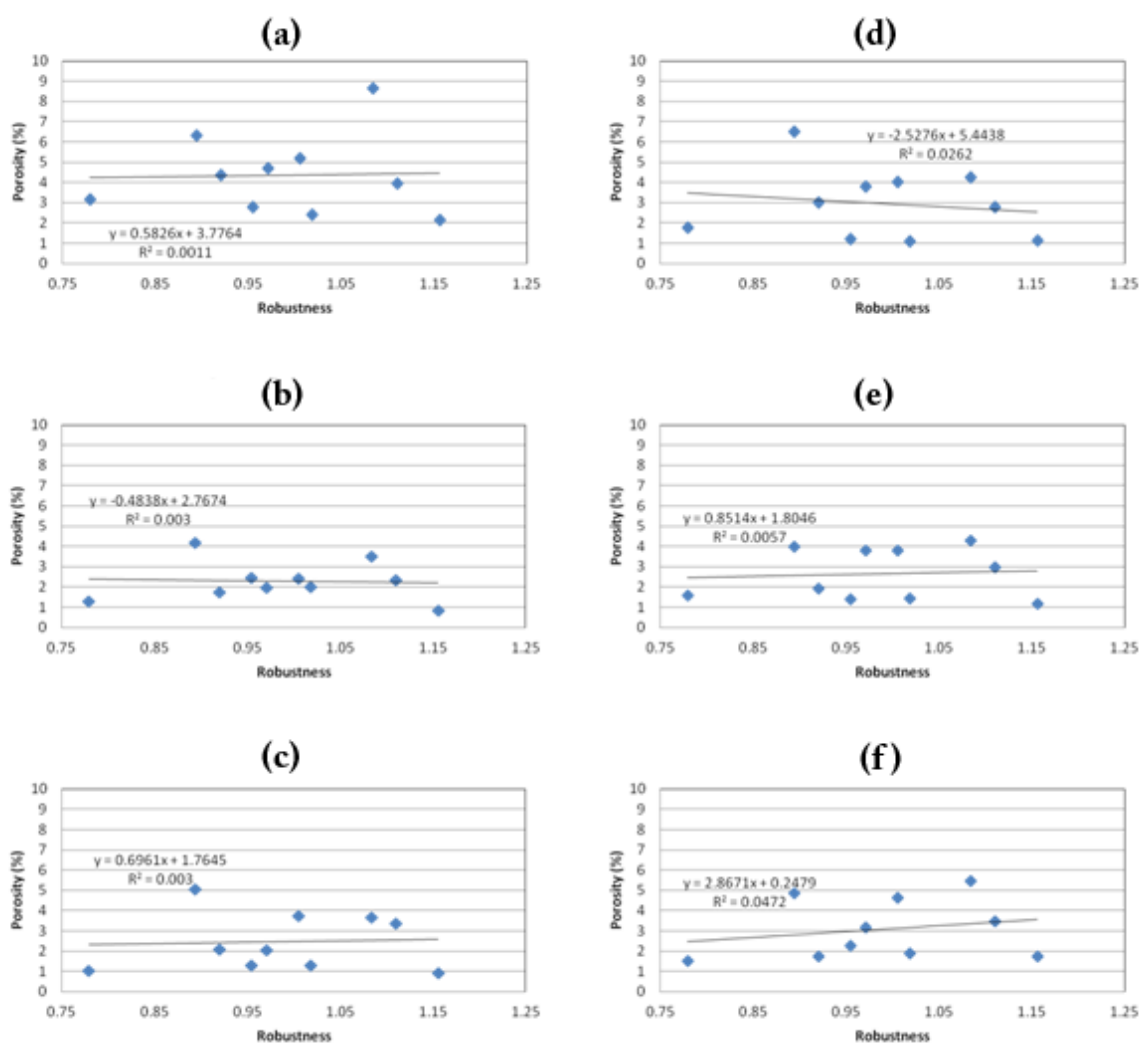 (a)
10
9
8
7
6
5
4
3
2
1
0
Porosity (%)
y = 0.5826x + 3.7764
R² = 0.0011
0.75 0.85 0.95 1.05 1.15 1.25
Robustness
(d)
10
9
8
7
6
5
4
3
2
1
0
Porosity (%)
y = -2.5276x + 5.4438
R² = 0.0262
0.75 0.85 0.95 1.05 1.15 1.25
Robustness
(b)
10
9
8
7
6
5
4
3
2
1
0
Porosity (%)
y = -0.4838x + 2.7674
R² = 0.003
0.75 0.85 0.95 1.05 1.15 1.25
Robustness
(e)
10
9
8
7
6
5
4
3
2
1
0
Porosity (%)
y = 0.8514x + 1.8046
R² = 0.0057
0.75 0.85 0.95 1.05 1.15 1.25
Robustness
(c)
10
9
8
7
6
5
4
3
2
1
0
Porosity (%)
y = 0.6961x + 1.7645
R² = 0.003
0.75 0.85 0.95 1.05 1.15 1.25
Robustness
(f)
10
9
8
7
6
5
4
3
2
1
0
Porosity (%)
y = 2.8671x + 0.2479
R² = 0.0472
0.75 0.85 0.95 1.05 1.15 1.25
Robustness